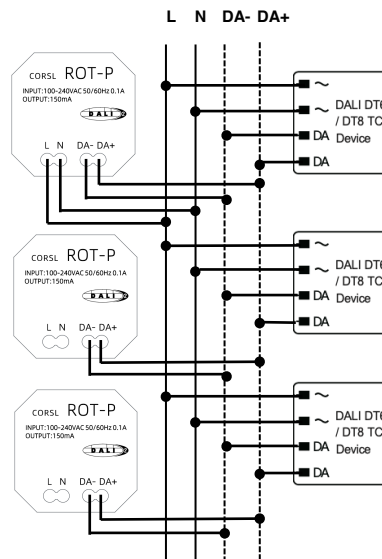 L N DA- DA+
CORSL ROT-P
INPUT:100-240VAC 50/60Hz 0.1A
OUTPUT:150mA
DALI
L N DA- DA+
~
~ DALI DT6
/ DT8 TC
DA Device
DA
CORSL ROT-P
INPUT:100-240VAC 50/60Hz 0.1A
OUTPUT:150mA
DALI
L N DA- DA+
~
~ DALI DT6
/ DT8 TC
DA Device
DA
CORSL ROT-P
INPUT:100-240VAC 50/60Hz 0.1A
OUTPUT:150mA
DALI
L N DA- DA+
~
~ DALI DT6
/ DT8 TC
DA Device
DA